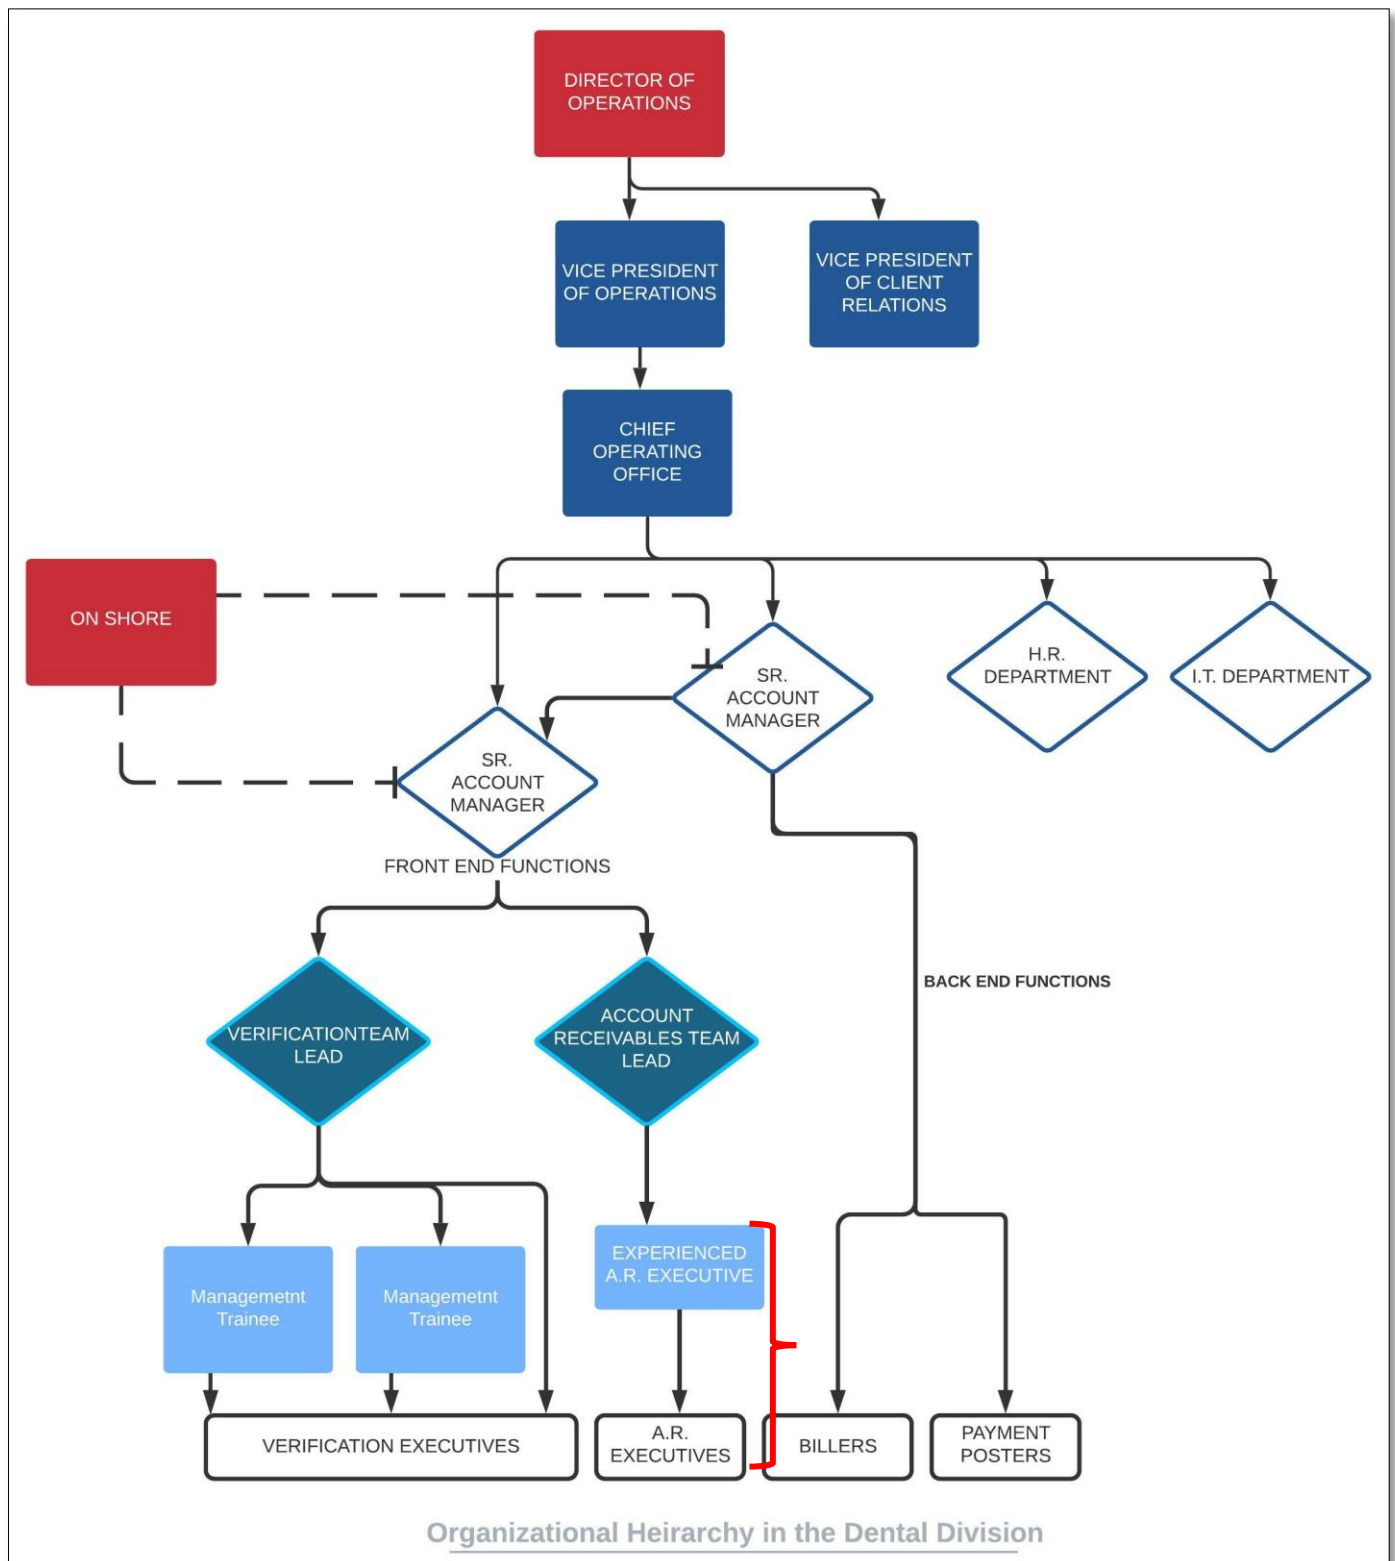 DIRECTOR OF
OPERATIONS
VICE PRESIDENT
OF OPERATIONS
VICE PRESIDENT
OF CLIENT
RELATIONS
CHIEF
OPERATING
OFFICE
ON SHORE
SR.
ACCOUNT
MANAGER
H.R.
DEPARTMENT
I.T. DEPARTMENT
SR.
ACCOUNT
MANAGER
FRONT END FUNCTIONS
BACK END FUNCTIONS
VERIFICATIONTEAM
LEAD
ACCOUNT
RECEIVABLES TEAM
LEAD
Managemetnt
Trainee
Managemetnt
Trainee
EXPERIENCED
A.R. EXECUTIVE
VERIFICATION EXECUTIVES
A.R.
EXECUTIVES
BILLERS
PAYMENT
POSTERS
Organizational Heirarchy in the Dental Division